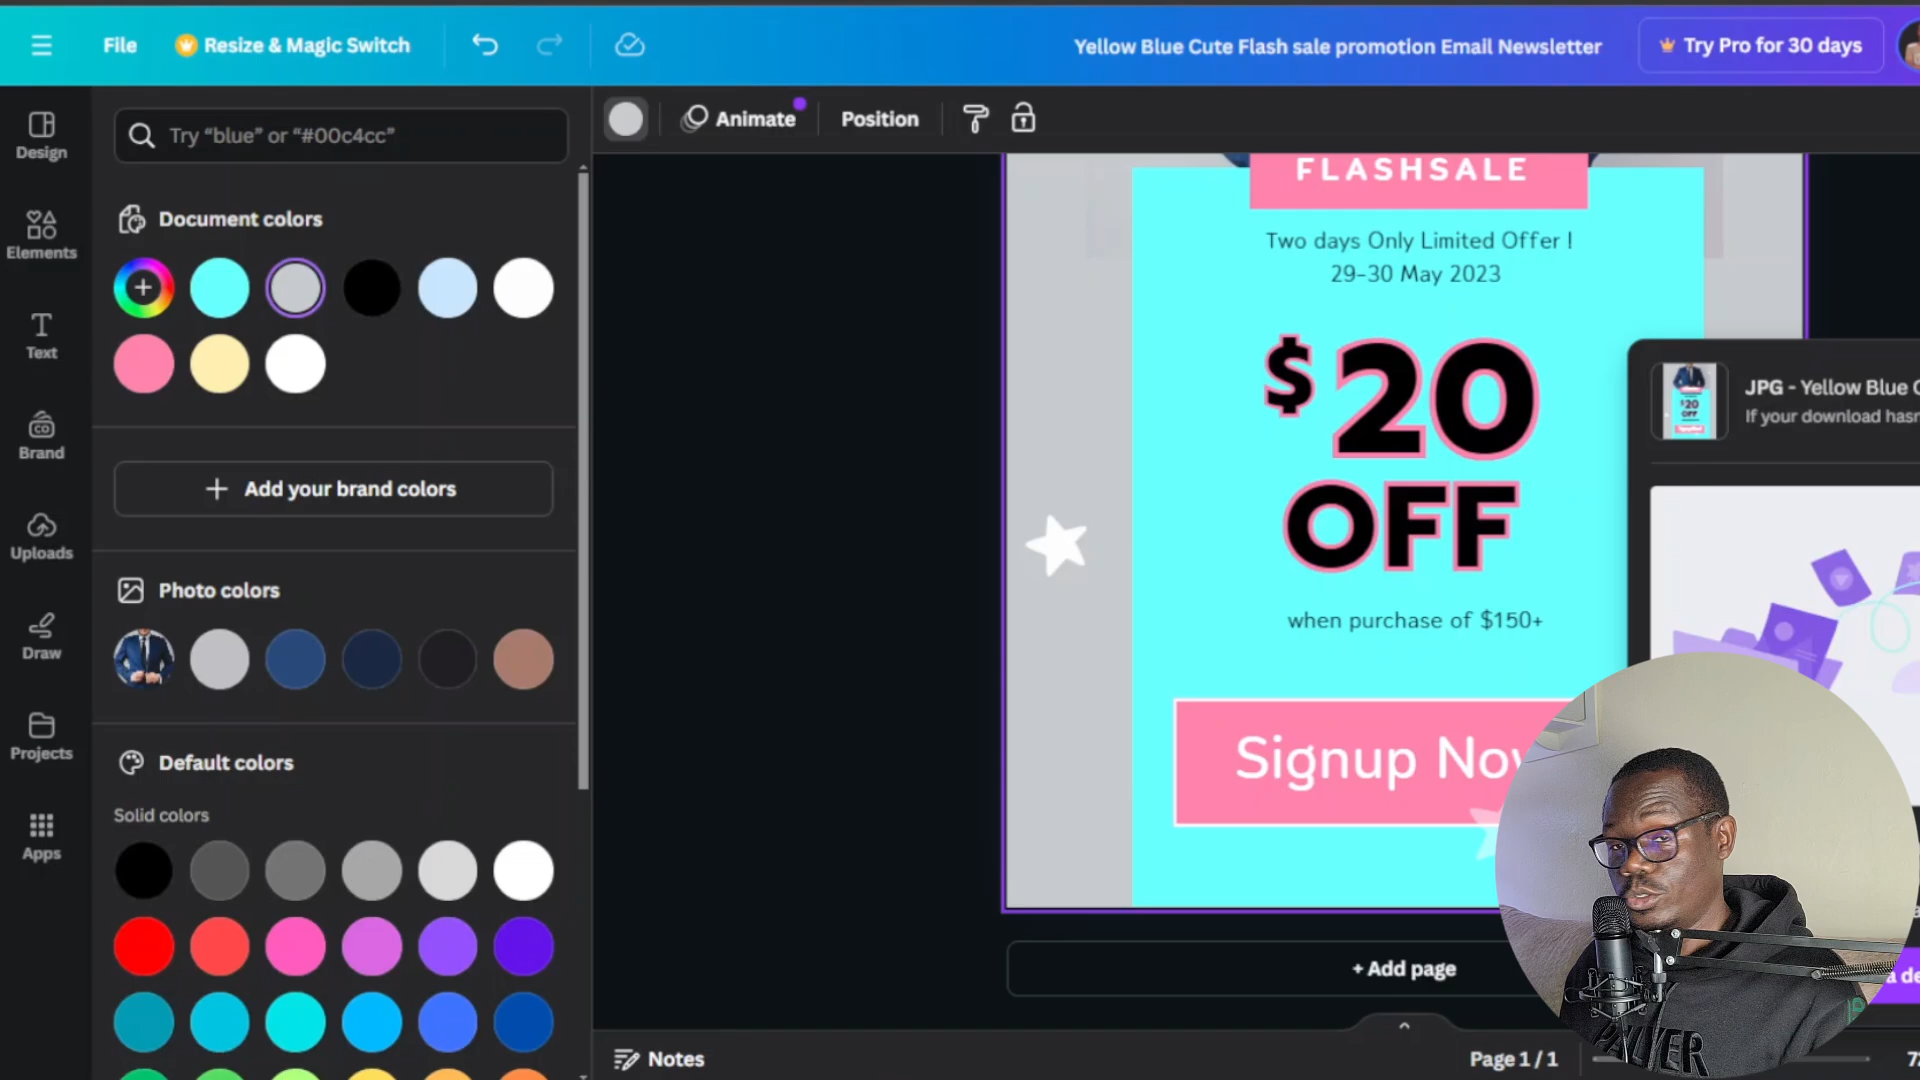 File
Resize & Magic Switch
Yellow Blue Cute Flash sale promotion Email Newsletter
Try Pro for 30 days
Design
Elements
Text
Brand
Uploads
Draw
Projects
Apps
Try “blue” or “#00c4cc”
Document colors
Add your brand colors
Photo colors
Default colors
Solid colors
Animate
Position
FLASHSALE
Two days Only Limited Offer !
29-30 May 2023
$20
OFF
when purchase of $150+
Signup Now
JPG - Yellow Blue
If your download
+ Add page
Notes
Page 1 / 1